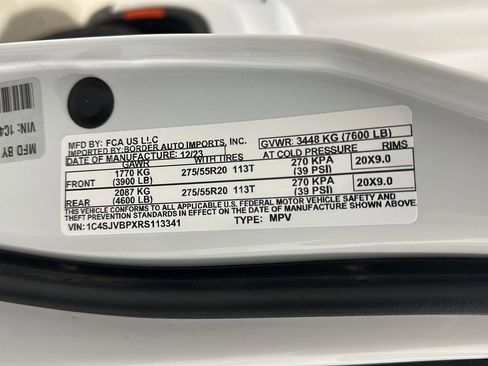 MFD BY: FCA US LLC
IMPORTED BY: BORDER AUTO IMPORTS, INC.
GVWR: 3448 KG (7600 LB)
DATE OF MANUFACTURE: 12/23
GAWR WITH TIRES AT COLD PRESSURE RIMS
FRONT 1770 KG (3900 LB) 275/55R20 113T 270 KPA (39 PSI) 20X9.0
REAR 2087 KG (4600 LB) 275/55R20 113T 270 KPA (39 PSI) 20X9.0
THIS VEHICLE CONFORMS TO ALL APPLICABLE U.S. FEDERAL MOTOR VEHICLE SAFETY AND
THEFT PREVENTION STANDARDS IN EFFECT ON THE DATE OF MANUFACTURE SHOWN ABOVE.
VIN: 1C4SJVBPXRS113341 TYPE: MPV
MFD BY
VIN: 1C4